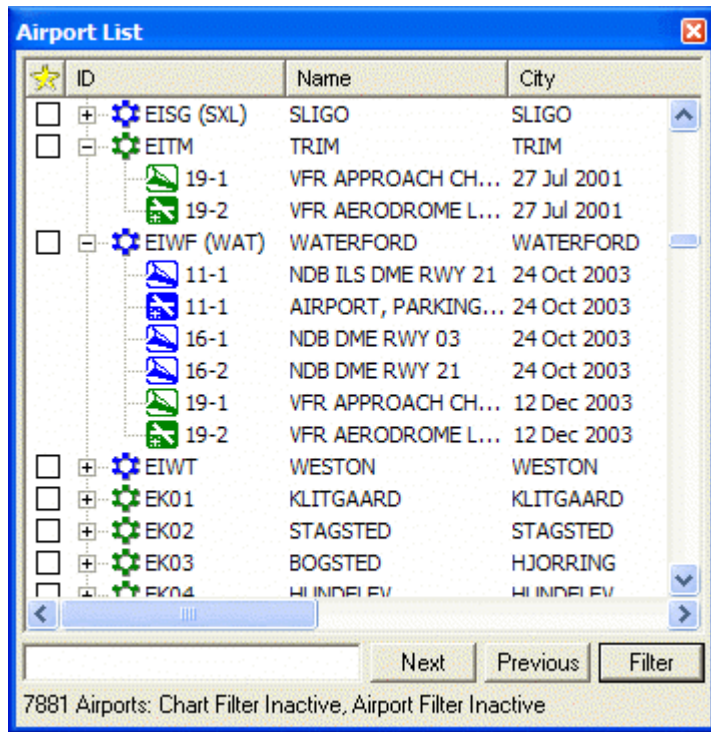 Airport List
ID Name City
EISG (SXL) SLIGO SLIGO
EITM TRIM TRIM
19-1 VFR APPROACH CH... 27 Jul 2001
19-2 VFR AERODROME L... 27 Jul 2001
EIWF (WAT) WATERFORD WATERFORD
11-1 NDB ILS DME RWY 21 24 Oct 2003
11-1 AIRPORT, PARKING... 24 Oct 2003
16-1 NDB DME RWY 03 24 Oct 2003
16-2 NDB DME RWY 21 24 Oct 2003
19-1 VFR APPROACH CH... 12 Dec 2003
19-2 VFR AERODROME L... 12 Dec 2003
EIWT WESTON WESTON
EK01 KLITGAARD KLITGAARD
EK02 STAGSTED STAGSTED
EK03 BOGSTED HJORRING
EK04 HUNDELEV HUNDELEV
Next Previous Filter
7881 Airports: Chart Filter Inactive, Airport Filter Inactive